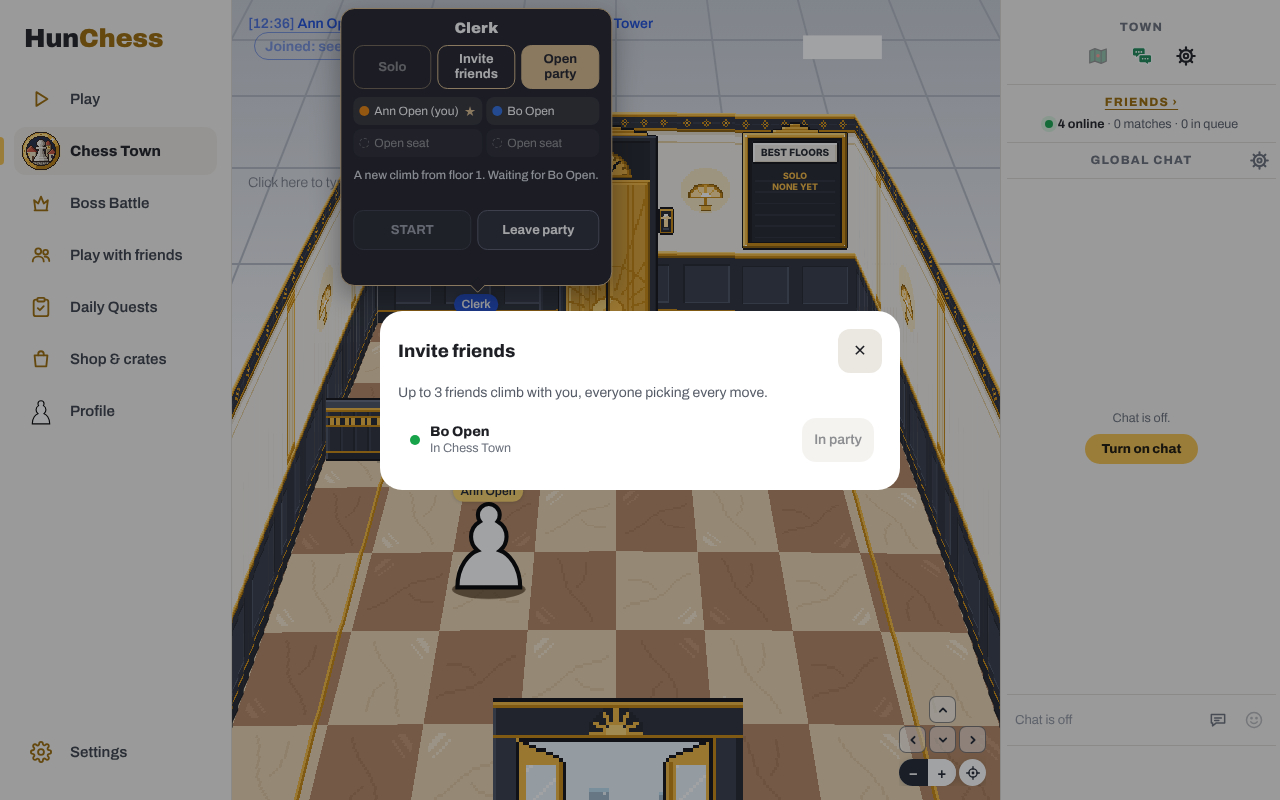 HunChess
Play
Chess Town
Boss Battle
Play with friends
Daily Quests
Shop & crates
Profile
Settings
[12:36] Ann
Tower
Joined:
Click here to
Clerk
Solo
Invite friends
Open party
Ann Open (you) ★
Bo Open
Open seat
Open seat
A new climb from floor 1. Waiting for Bo Open.
START
Leave party
Clerk
BEST FLOORS
SOLO
NONE YET
Invite friends
Up to 3 friends climb with you, everyone picking every move.
Bo Open
In Chess Town
In party
Ann Open
TOWN
FRIENDS ›
4 online · 0 matches · 0 in queue
GLOBAL CHAT
Chat is off.
Turn on chat
Chat is off